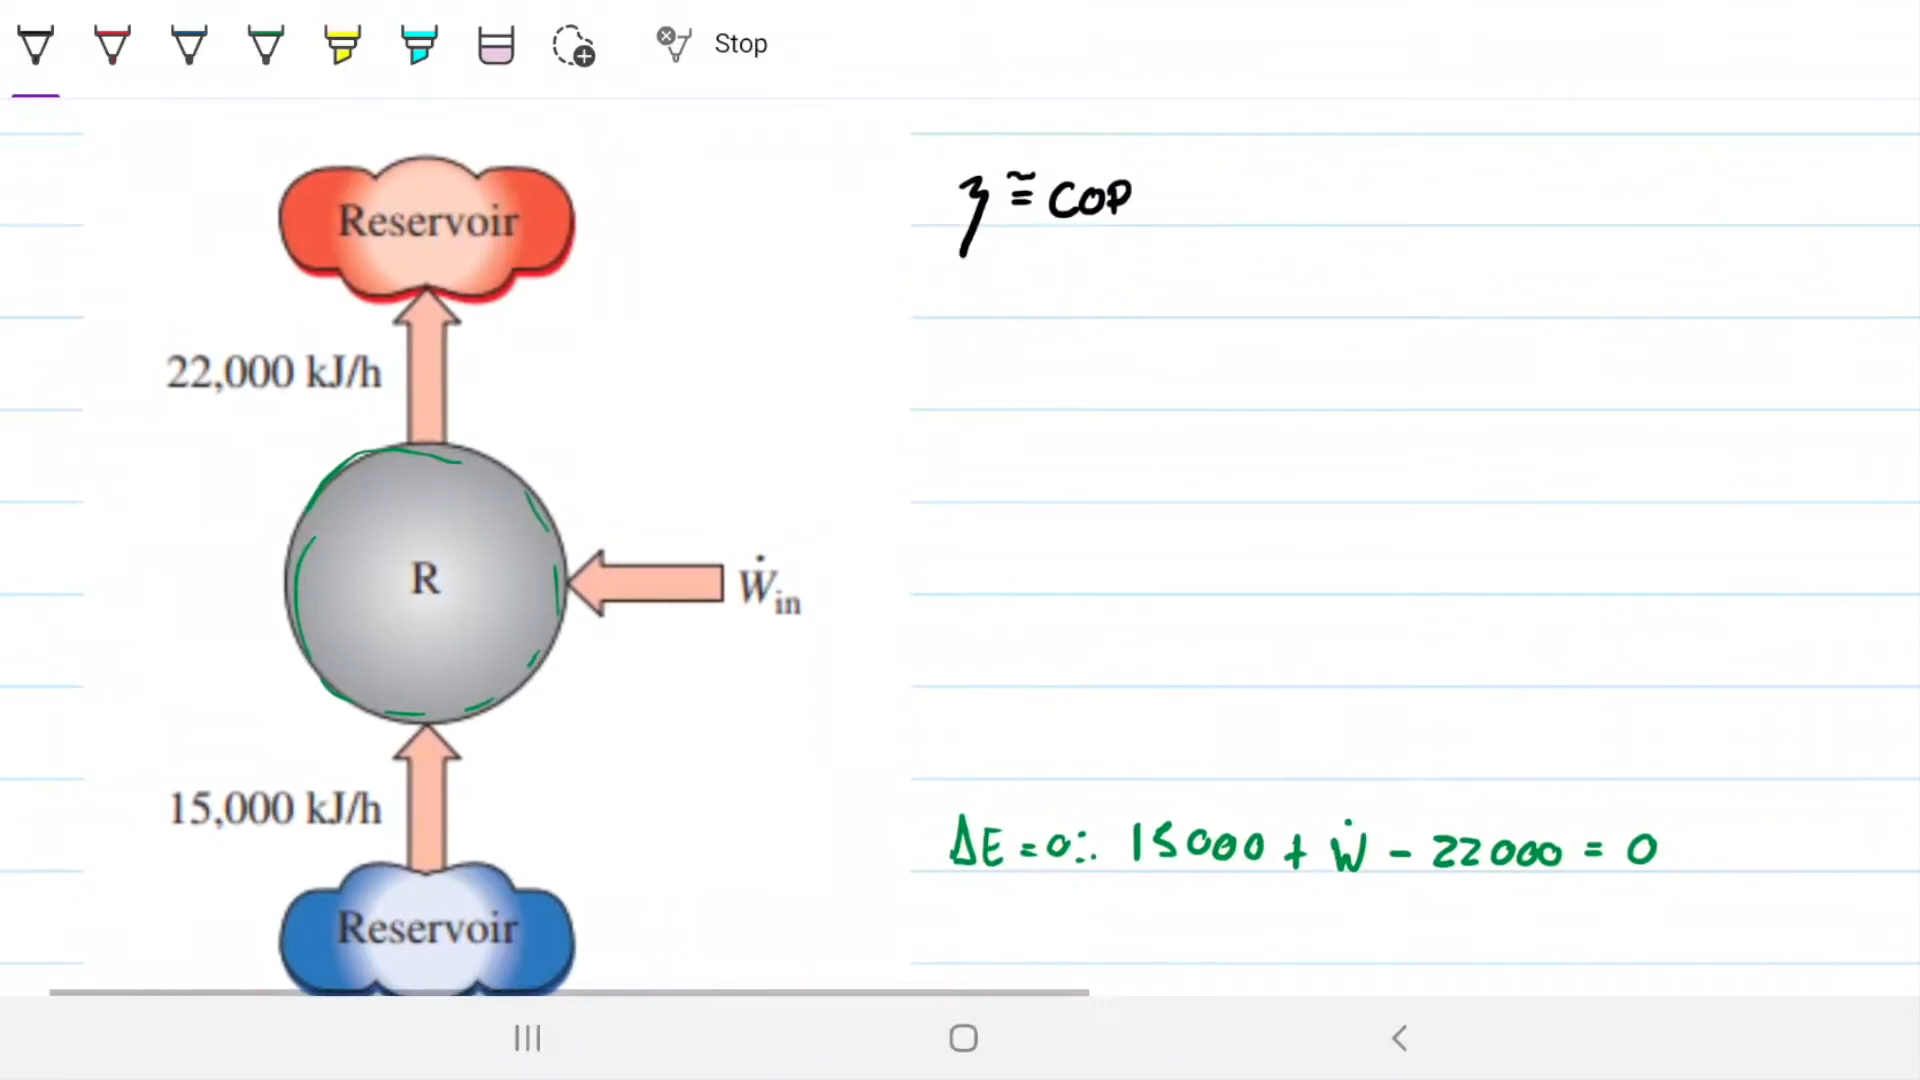 Stop
Reservoir
22,000 kJ/h
R
Ẇin
15,000 kJ/h
Reservoir
η ≅ COP
ΔE = 0 ∴ 15000 + Ẇ - 22000 = 0